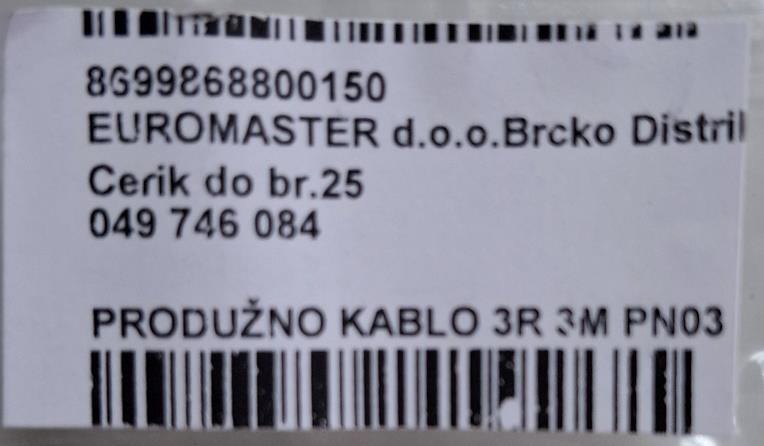 8699868800150
EUROMASTER d.o.o.Brcko Distri
Cerik do br.25
049 746 084
PRODUŽNO KABLO 3R 3M PN03